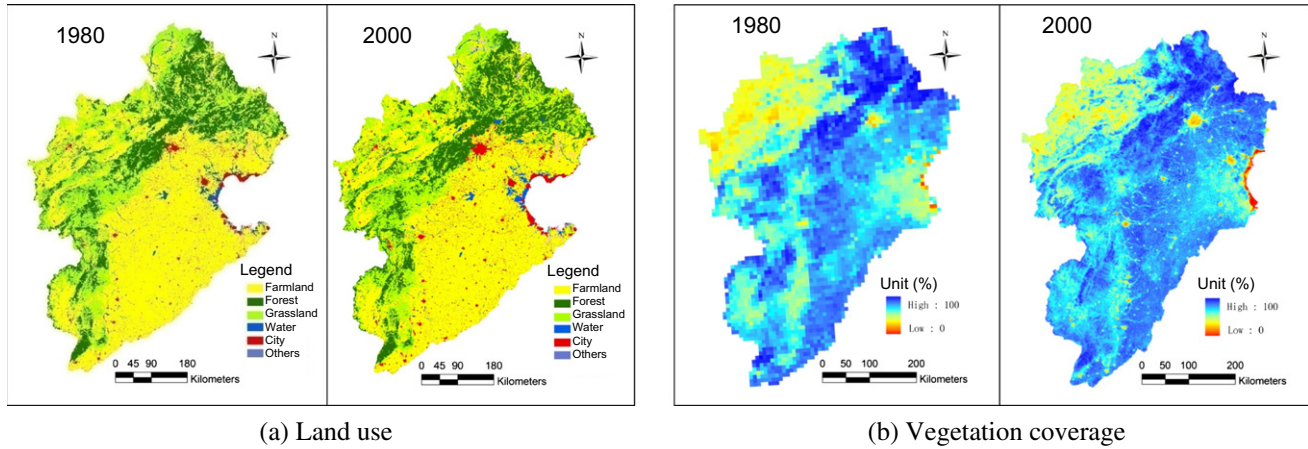 1980
N
Legend
Farmland
Forest
Grassland
Water
City
Others
0 45 90 180
Kilometers
2000
N
Legend
Farmland
Forest
Grassland
Water
City
Others
0 45 90 180
Kilometers
(a) Land use
1980
N
Unit (%)
High : 100
Low : 0
0 50 100 200
Kilometers
2000
N
Unit (%)
High : 100
Low : 0
0 50 100 200
Kilometers
(b) Vegetation coverage